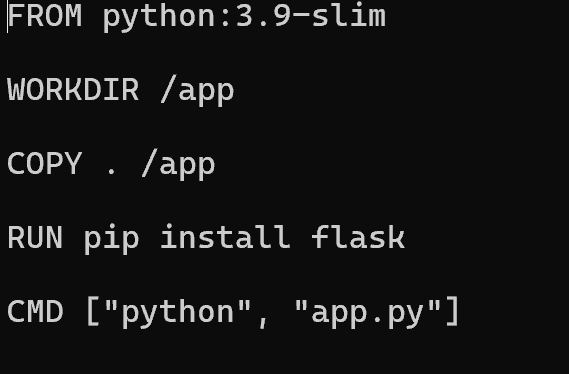 FROM python:3.9-slim
WORKDIR /app
COPY . /app
RUN pip install flask
CMD ["python", "app.py"]